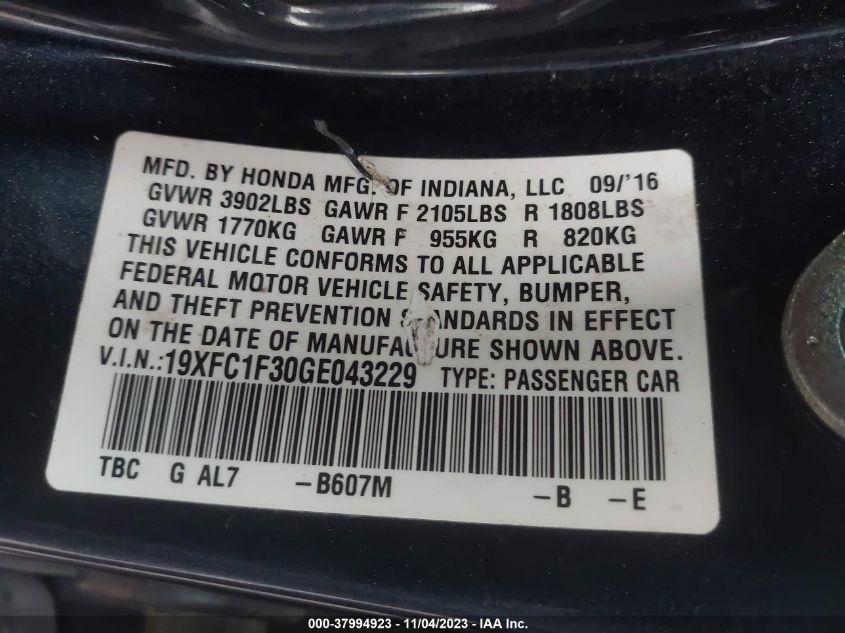 MFD. BY HONDA MFG. OF INDIANA, LLC 09/'16
GVWR 3902LBS GAWR F 2105LBS R 1808LBS
GVWR 1770KG GAWR F 955KG R 820KG
THIS VEHICLE CONFORMS TO ALL APPLICABLE
FEDERAL MOTOR VEHICLE SAFETY, BUMPER,
AND THEFT PREVENTION STANDARDS IN EFFECT
ON THE DATE OF MANUFACTURE SHOWN ABOVE.
V.I.N.:19XFC1F30GE043229 TYPE: PASSENGER CAR
TBC G AL7 -B607M -B -E
000-37994923 - 11/04/2023 - © IAA Inc.